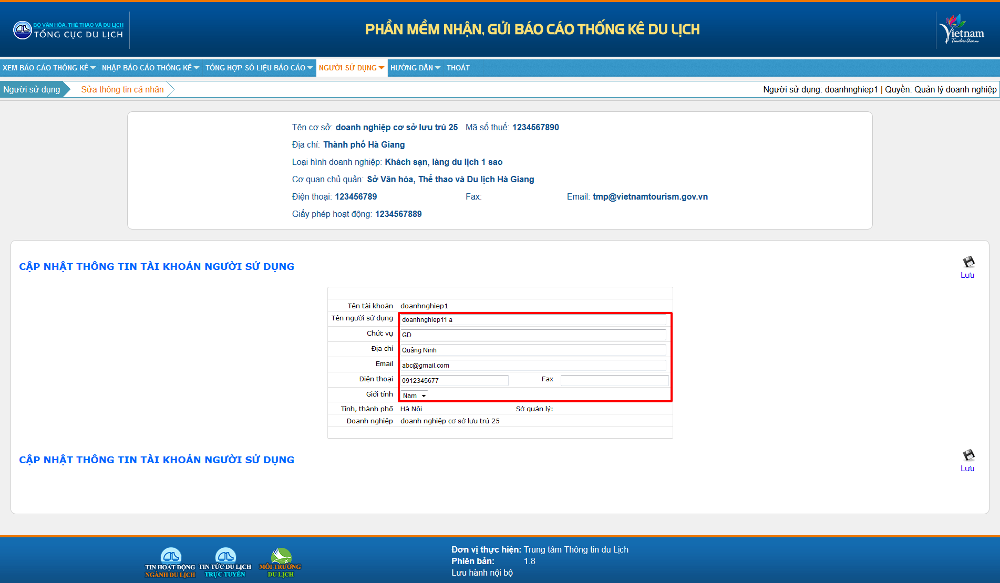 BỘ VĂN HÓA, THỂ THAO VÀ DU LỊCH
TỔNG CỤC DU LỊCH
PHẦN MỀM NHẬN, GỬI BÁO CÁO THỐNG KÊ DU LỊCH
Vietnam
Timeless Charm
XEM BÁO CÁO THỐNG KÊ NHẬP BÁO CÁO THỐNG KÊ TỔNG HỢP SỐ LIỆU BÁO CÁO NGƯỜI SỬ DỤNG HƯỚNG DẪN THOÁT
Người sử dụng Sửa thông tin cá nhân Người sử dụng: doanhnghiep1 | Quyền: Quản lý doanh nghiệp
Tên cơ sở: doanh nghiệp cơ sở lưu trú 25 Mã số thuế: 1234567890
Địa chỉ: Thành phố Hà Giang
Loại hình doanh nghiệp: Khách sạn, làng du lịch 1 sao
Cơ quan chủ quản: Sở Văn hóa, Thể thao và Du lịch Hà Giang
Điện thoại: 123456789 Fax: Email: tmp@vietnamtourism.gov.vn
Giấy phép hoạt động: 1234567889
CẬP NHẬT THÔNG TIN TÀI KHOẢN NGƯỜI SỬ DỤNG
Lưu
Tên tài khoản doanhnghiep1
Tên người sử dụng doanhnghiep11 a
Chức vụ GD
Địa chỉ Quảng Ninh
Email abc@gmail.com
Điện thoại 0912345677 Fax
Giới tính Nam
Tỉnh, thành phố Hà Nội Sở quản lý:
Doanh nghiệp doanh nghiệp cơ sở lưu trú 25
CẬP NHẬT THÔNG TIN TÀI KHOẢN NGƯỜI SỬ DỤNG
Lưu
TIN HOẠT ĐỘNG
NGÀNH DU LỊCH
TIN TỨC DU LỊCH
TRỰC TUYẾN
MÔI TRƯỜNG
DU LỊCH
Đơn vị thực hiện: Trung tâm Thông tin du Lịch
Phiên bản: 1.8
Lưu hành nội bộ